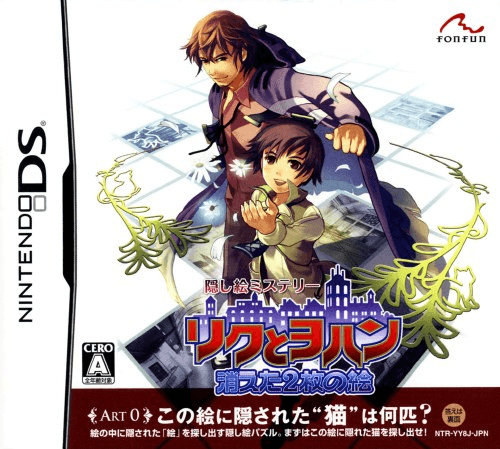 fonfun
NINTENDO DS
隠し絵ミステリー
リクとヨハン
消えた2枚の絵
CERO
A
全年齢対象
ART 0 この絵に隠された“猫”は何匹?
答えは裏面
絵の中に隠された「絵」を探し出す隠し絵パズル。まずはこの絵に隠れた猫を探し出せ!
NTR-YY8J-JPN